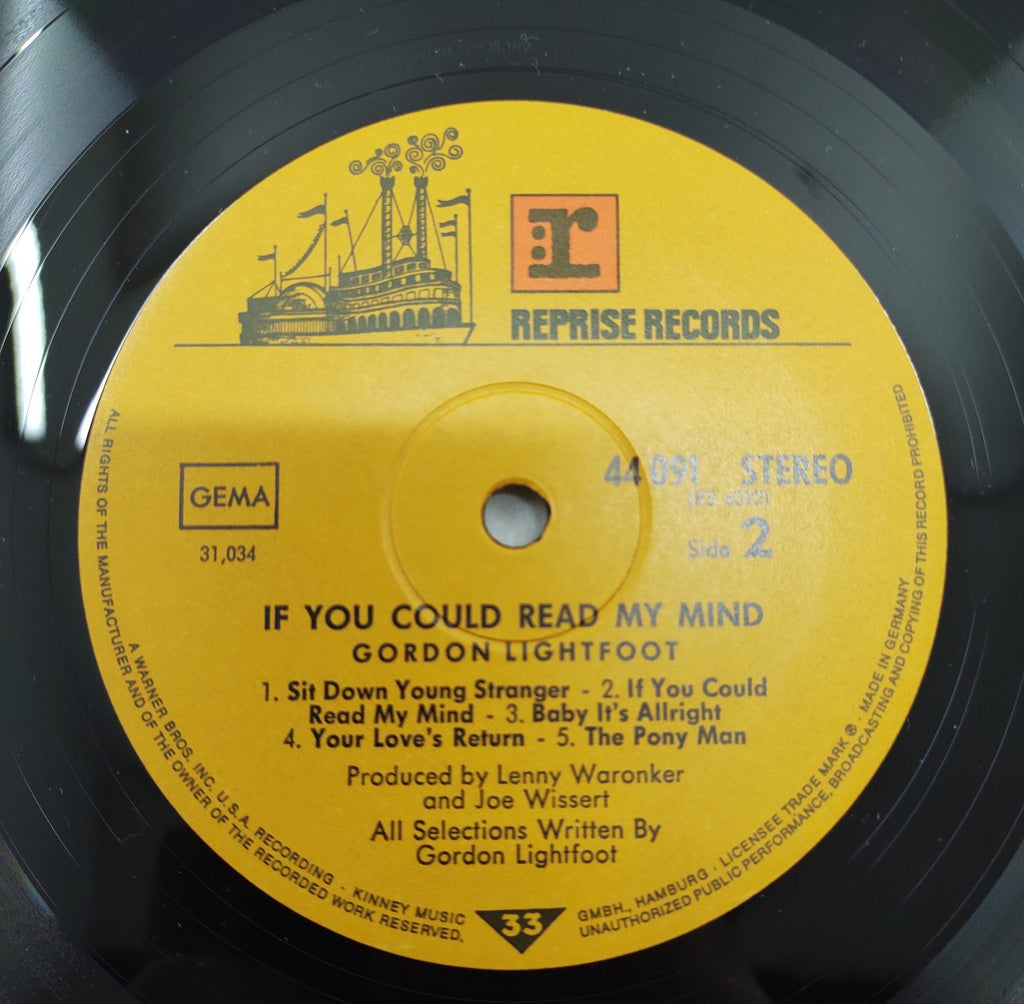 r
REPRISE RECORDS
GEMA
31,034
44 091 STEREO
Side 2
IF YOU COULD READ MY MIND
GORDON LIGHTFOOT
1. Sit Down Young Stranger - 2. If You Could
Read My Mind - 3. Baby It's Allright
4. Your Love's Return - 5. The Pony Man
Produced by Lenny Waronker
and Joe Wissert
All Selections Written By
Gordon Lightfoot
33
ALL RIGHTS OF THE MANUFACTURER AND OF THE OWNER OF THE RECORDED WORK RESERVED.
UNAUTHORIZED PUBLIC PERFORMANCE, BROADCASTING AND COPYING OF THIS RECORD PROHIBITED
A WARNER BROS. INC. U.S.A. RECORDING · KINNEY MUSIC
GMBH., HAMBURG · LICENSEE TRADE MARK ® · MADE IN GERMANY